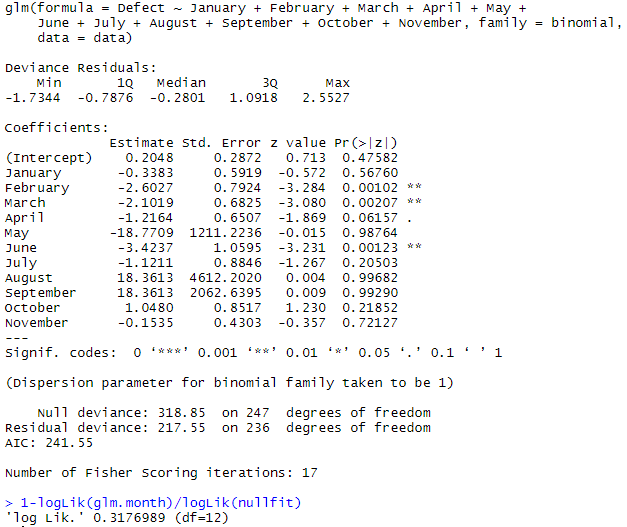 glm(formula = Defect ~ January + February + March + April + May +
    June + July + August + September + October + November, family = binomial,
    data = data)

Deviance Residuals:
    Min       1Q   Median       3Q      Max
-1.7344  -0.7876  -0.2801   1.0918   2.5527

Coefficients:
             Estimate Std. Error z value Pr(>|z|)
(Intercept)    0.2048     0.2872   0.713  0.47582
January       -0.3383     0.5919  -0.572  0.56760
February      -2.6027     0.7924  -3.284  0.00102 **
March         -2.1019     0.6825  -3.080  0.00207 **
April         -1.2164     0.6507  -1.869  0.06157 .
May          -18.7709  1211.2236  -0.015  0.98764
June          -3.4237     1.0595  -3.231  0.00123 **
July          -1.1211     0.8846  -1.267  0.20503
August        18.3613  4612.2020   0.004  0.99682
September     18.3613  2062.6395   0.009  0.99290
October        1.0480     0.8517   1.230  0.21852
November      -0.1535     0.4303  -0.357  0.72127
---
Signif. codes:  0 ‘***’ 0.001 ‘**’ 0.01 ‘*’ 0.05 ‘.’ 0.1 ‘ ’ 1

(Dispersion parameter for binomial family taken to be 1)

    Null deviance: 318.85  on 247  degrees of freedom
Residual deviance: 217.55  on 236  degrees of freedom
AIC: 241.55

Number of Fisher Scoring iterations: 17

> 1-logLik(glm.month)/logLik(nullfit)
'log Lik.' 0.3176989 (df=12)